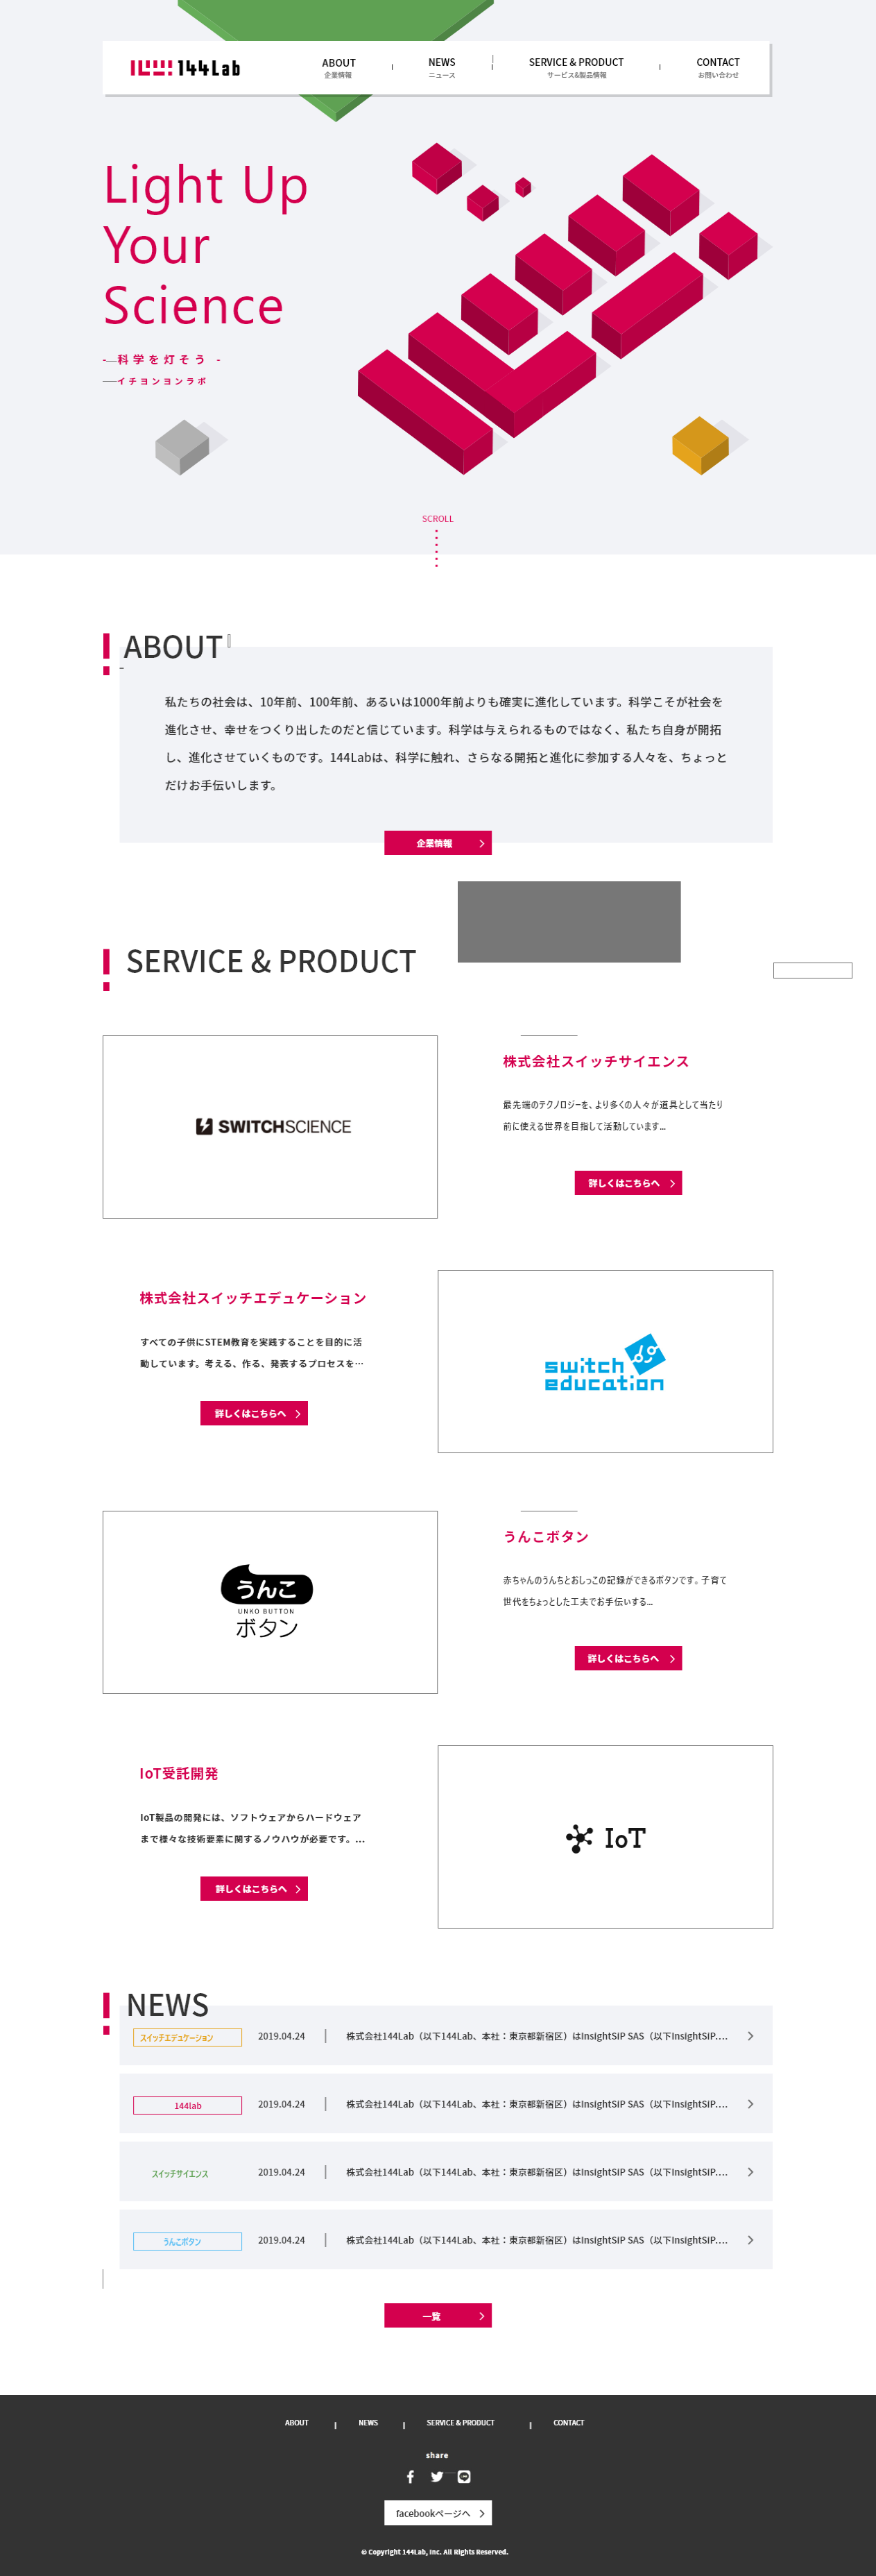 144Lab
ABOUT
企業情報
NEWS
ニュース
SERVICE & PRODUCT
サービス&製品情報
CONTACT
お問い合わせ
Light Up
Your
Science
- 科学を灯そう -
イチヨンヨンラボ
SCROLL
ABOUT
私たちの社会は、10年前、100年前、あるいは1000年前よりも確実に進化しています。科学こそが社会を
進化させ、幸せをつくり出したのだと信じています。科学は与えられるものではなく、私たち自身が開拓
し、進化させていくものです。144Labは、科学に触れ、さらなる開拓と進化に参加する人々を、ちょっと
だけお手伝いします。
企業情報
SERVICE & PRODUCT
SWITCHSCIENCE
株式会社スイッチサイエンス
最先端のテクノロジーを、より多くの人々が道具として当たり
前に使える世界を目指して活動しています...
詳しくはこちらへ
株式会社スイッチエデュケーション
すべての子供にSTEM教育を実践することを目的に活
動しています。考える、作る、発表するプロセスを…
詳しくはこちらへ
switch
education
うんこ
UNKO BUTTON
ボタン
うんこボタン
赤ちゃんのうんちとおしっこの記録ができるボタンです。子育て
世代をちょっとした工夫でお手伝いする...
詳しくはこちらへ
IoT受託開発
IoT製品の開発には、ソフトウェアからハードウェア
まで様々な技術要素に関するノウハウが必要です。...
詳しくはこちらへ
IoT
NEWS
スイッチエデュケーション 2019.04.24 株式会社144Lab（以下144Lab、本社：東京都新宿区）はInsightSiP SAS（以下InsightSiP....
144lab 2019.04.24 株式会社144Lab（以下144Lab、本社：東京都新宿区）はInsightSiP SAS（以下InsightSiP....
スイッチサイエンス 2019.04.24 株式会社144Lab（以下144Lab、本社：東京都新宿区）はInsightSiP SAS（以下InsightSiP....
うんこボタン 2019.04.24 株式会社144Lab（以下144Lab、本社：東京都新宿区）はInsightSiP SAS（以下InsightSiP....
一覧
ABOUT
NEWS
SERVICE & PRODUCT
CONTACT
share
facebookページへ
© Copyright 144Lab, Inc. All Rights Reserved.